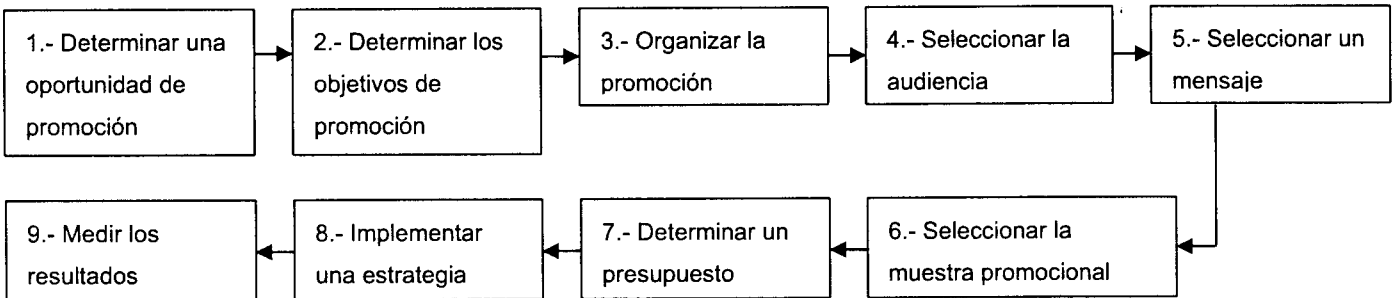 1.- Determinar una
oportunidad de
promoción
2.- Determinar los
objetivos de
promoción
3.- Organizar la
promoción
4.- Seleccionar la
audiencia
5.- Seleccionar un
mensaje
6.- Seleccionar la
muestra promocional
7.- Determinar un
presupuesto
8.- Implementar
una estrategia
9.- Medir los
resultados